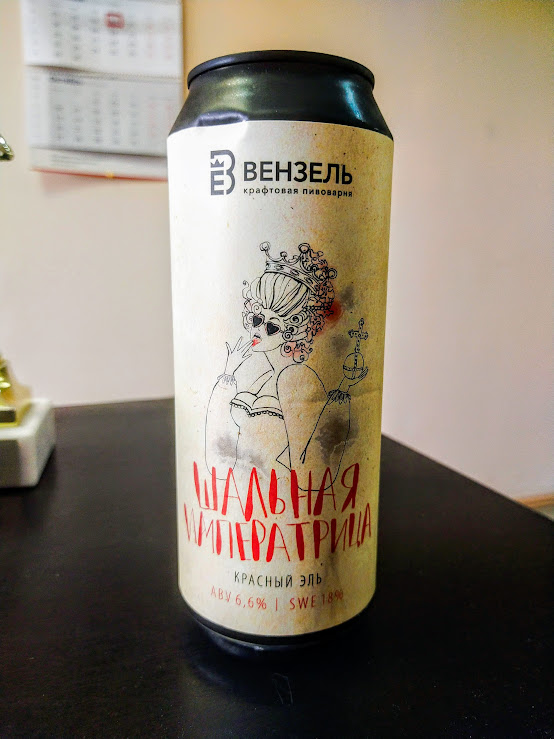 ВЕНЗЕЛЬ
крафтовая пивоварня
ШАЛЬНАЯ
ИМПЕРАТРИЦА
КРАСНЫЙ ЭЛЬ
ABV 6,6% | SWE 18%